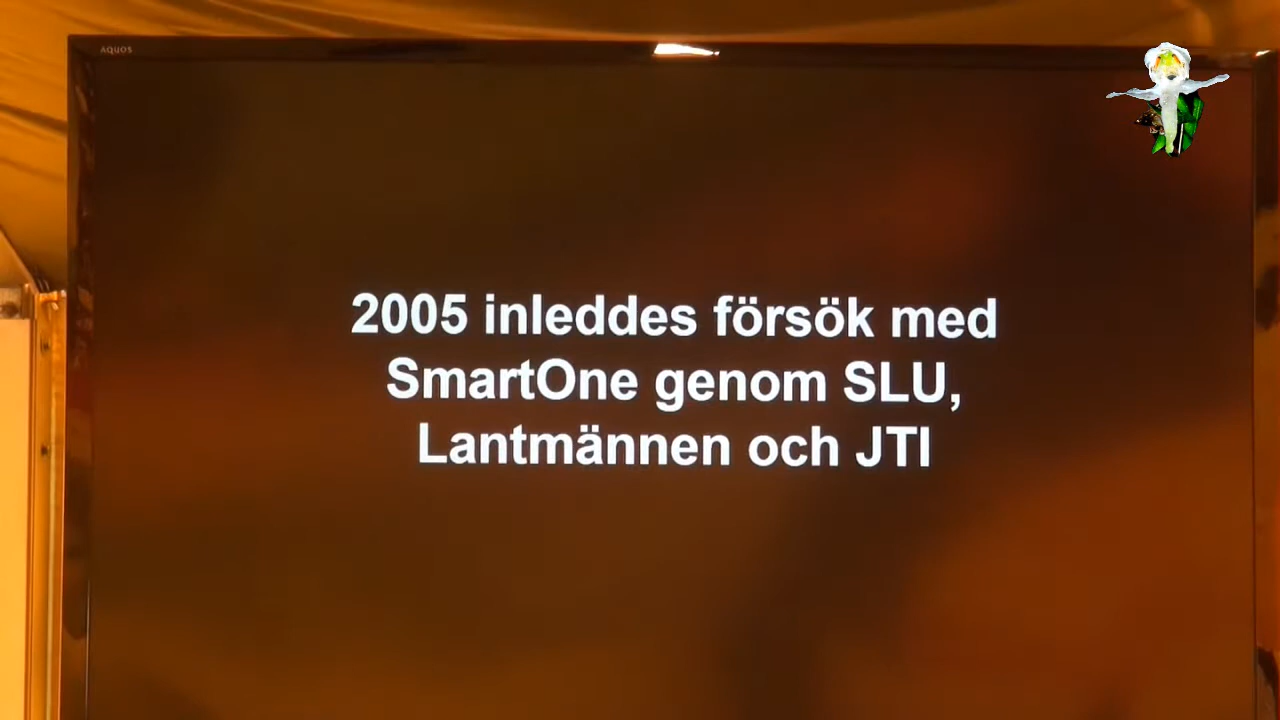 AQUOS
2005 inleddes försök med
SmartOne genom SLU,
Lantmännen och JTI